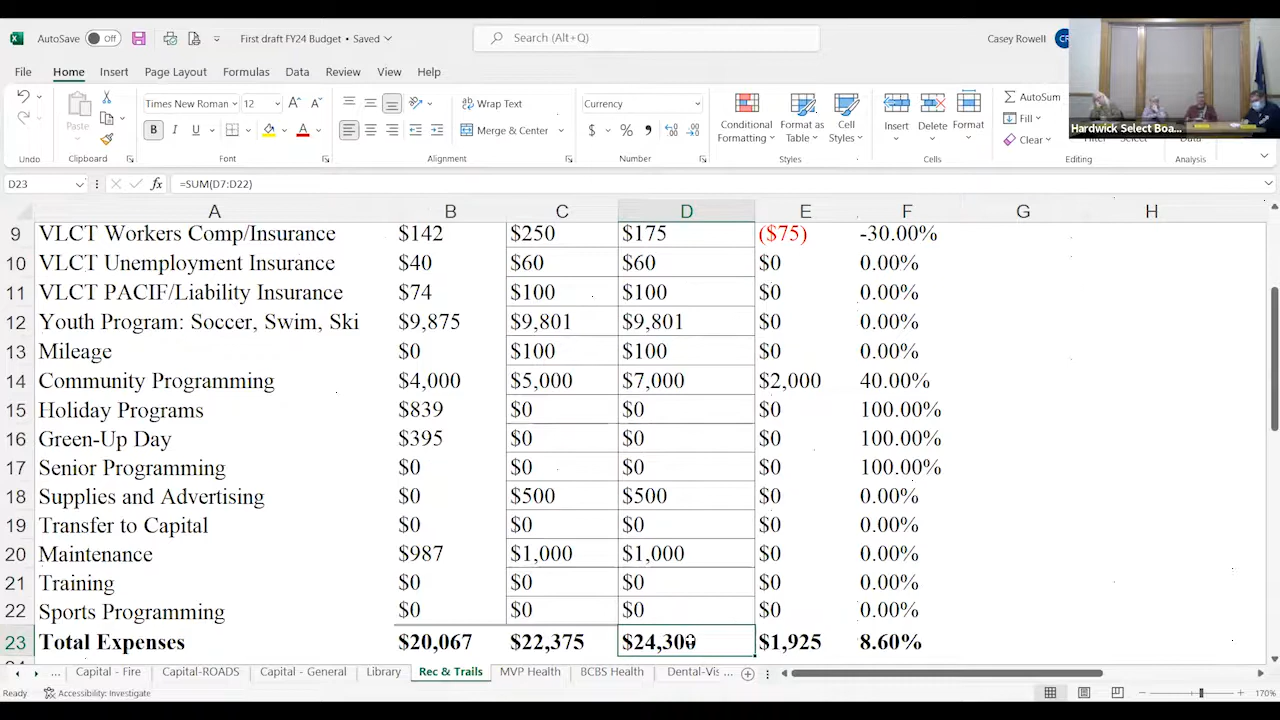 AutoSave Off First draft FY24 Budget • Saved Search (Alt+Q) Casey Rowell CR
File Home Insert Page Layout Formulas Data Review View Help
Times New Roman 12 Wrap Text Currency AutoSum
Paste Conditional Formatting Format as Table Cell Styles Insert Delete Format Fill
B I U A Merge & Center $ % Clear
Hardwick Select Boa...
Undo Clipboard Font Alignment Number Styles Cells Editing Analysis
D23 fx =SUM(D7:D22)
A B C D E F G H
9 VLCT Workers Comp/Insurance $142 $250 $175 ($75) -30.00%
10 VLCT Unemployment Insurance $40 $60 $60 $0 0.00%
11 VLCT PACIF/Liability Insurance $74 $100 $100 $0 0.00%
12 Youth Program: Soccer, Swim, Ski $9,875 $9,801 $9,801 $0 0.00%
13 Mileage $0 $100 $100 $0 0.00%
14 Community Programming $4,000 $5,000 $7,000 $2,000 40.00%
15 Holiday Programs $839 $0 $0 $0 100.00%
16 Green-Up Day $395 $0 $0 $0 100.00%
17 Senior Programming $0 $0 $0 $0 100.00%
18 Supplies and Advertising $0 $500 $500 $0 0.00%
19 Transfer to Capital $0 $0 $0 $0 0.00%
20 Maintenance $987 $1,000 $1,000 $0 0.00%
21 Training $0 $0 $0 $0 0.00%
22 Sports Programming $0 $0 $0 $0 0.00%
23 Total Expenses $20,067 $22,375 $24,300 $1,925 8.60%
... Capital - Fire Capital-ROADS Capital - General Library Rec & Trails MVP Health BCBS Health Dental-Vis ...
Ready Accessibility: Investigate 170%